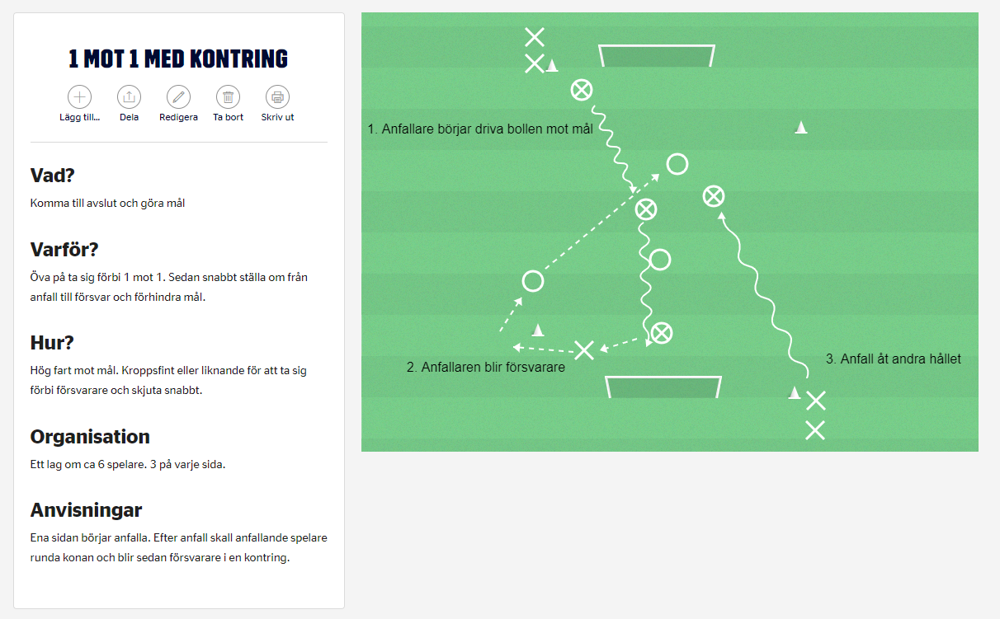 1 MOT 1 MED KONTRING
Lägg till...
Dela
Redigera
Ta bort
Skriv ut
Vad?
Komma till avslut och göra mål
Varför?
Öva på ta sig förbi 1 mot 1. Sedan snabbt ställa om från
anfall till försvar och förhindra mål.
Hur?
Hög fart mot mål. Kroppsfint eller liknande för att ta sig
förbi försvarare och skjuta snabbt.
Organisation
Ett lag om ca 6 spelare. 3 på varje sida.
Anvisningar
Ena sidan börjar anfalla. Efter anfall skall anfallande spelare
runda konan och blir sedan försvarare i en kontring.
1. Anfallare börjar driva bollen mot mål
2. Anfallaren blir försvarare
3. Anfall åt andra hållet